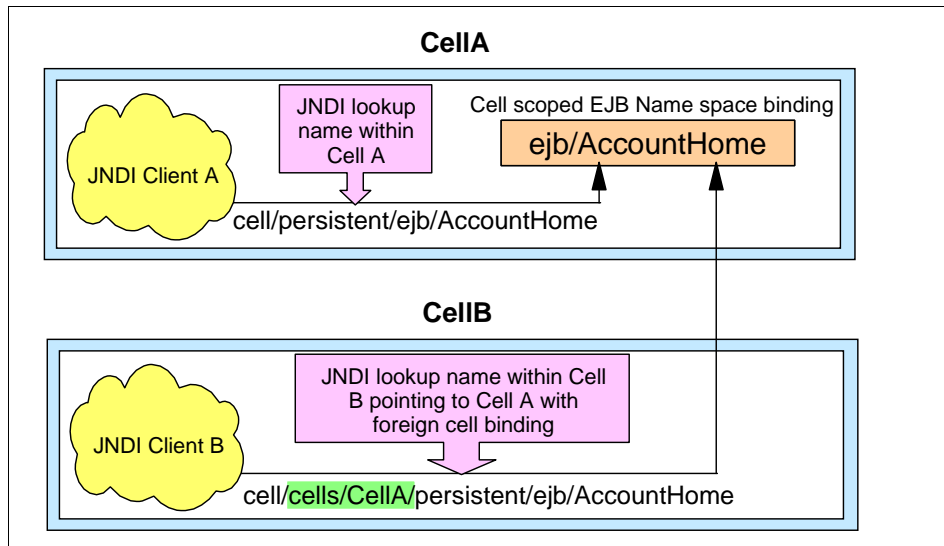 CellA
JNDI Client A
JNDI lookup
name within
Cell A
Cell scoped EJB Name space binding
ejb/AccountHome
cell/persistent/ejb/AccountHome
CellB
JNDI Client B
JNDI lookup name within Cell
B pointing to Cell A with
foreign cell binding
cell/cells/CellA/persistent/ejb/AccountHome